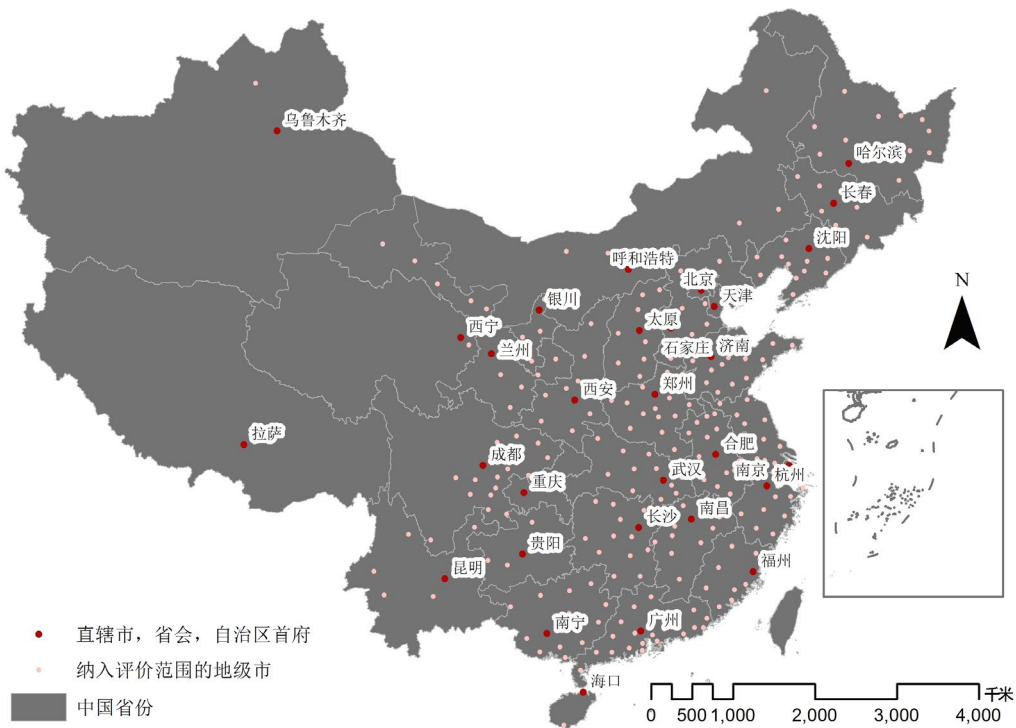 乌鲁木齐
哈尔滨
长春
沈阳
呼和浩特
北京
天津
银川
太原
西宁
石家庄
济南
兰州
西安
郑州
拉萨
合肥
成都
武汉
南京
杭州
重庆
长沙
南昌
贵阳
福州
昆明
南宁
广州
海口
N
直辖市，省会，自治区首府
纳入评价范围的地级市
中国省份
千米
0 500 1,000 2,000 3,000 4,000